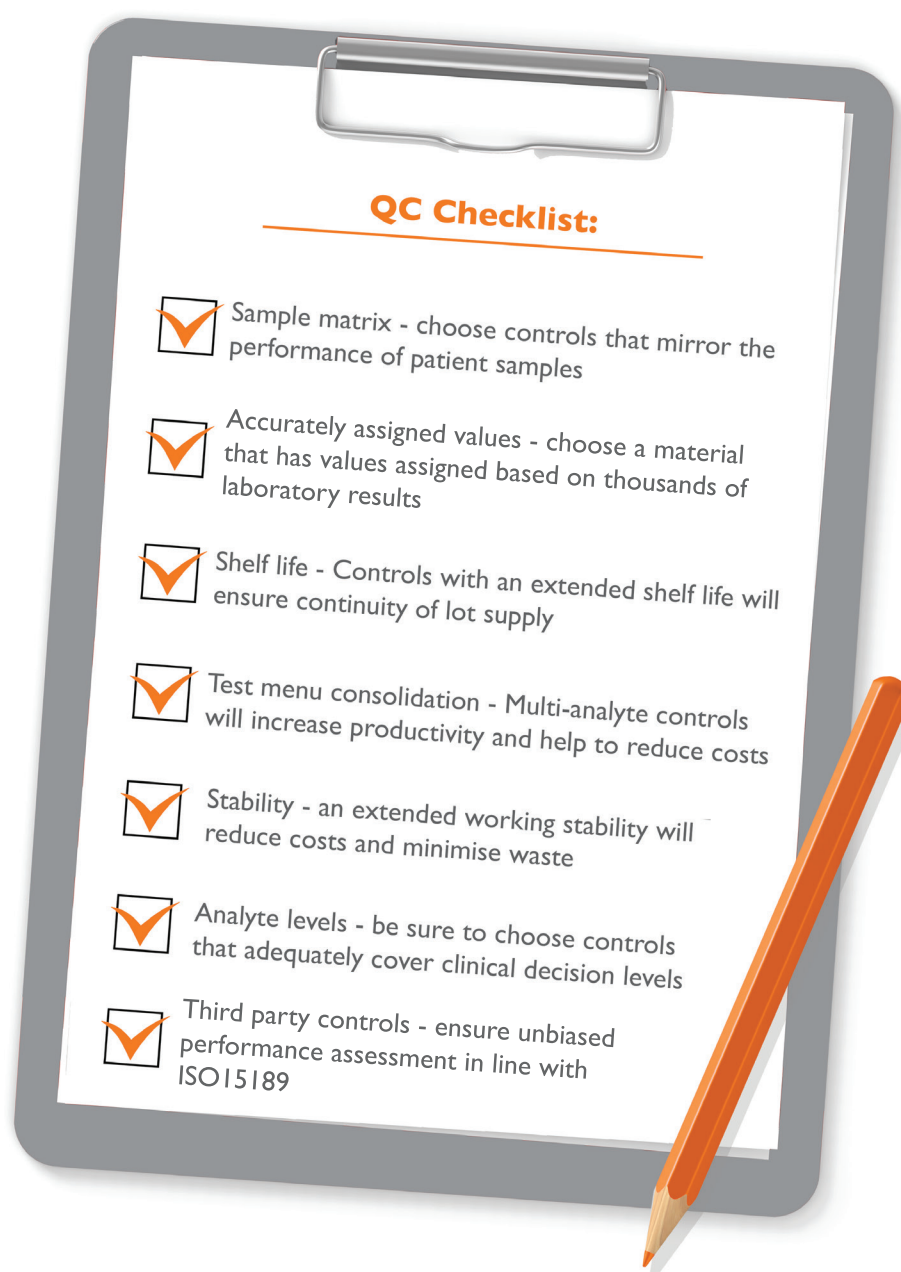 QC Checklist:
Sample matrix - choose controls that mirror the
performance of patient samples
Accurately assigned values - choose a material
that has values assigned based on thousands of
laboratory results
Shelf life - Controls with an extended shelf life will
ensure continuity of lot supply
Test menu consolidation - Multi-analyte controls
will increase productivity and help to reduce costs
Stability - an extended working stability will
reduce costs and minimise waste
Analyte levels - be sure to choose controls
that adequately cover clinical decision levels
Third party controls - ensure unbiased
performance assessment in line with
ISO15189